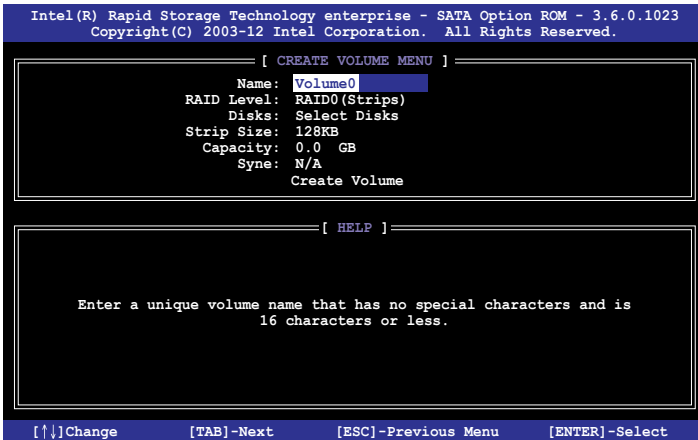 Intel(R) Rapid Storage Technology enterprise - SATA Option ROM - 3.6.0.1023
Copyright(C) 2003-12 Intel Corporation. All Rights Reserved.
[ CREATE VOLUME MENU ]
Name: Volume0
RAID Level: RAID0(Strips)
Disks: Select Disks
Strip Size: 128KB
Capacity: 0.0 GB
Syne: N/A
Create Volume
[ HELP ]
Enter a unique volume name that has no special characters and is
16 characters or less.
[↑↓]Change [TAB]-Next [ESC]-Previous Menu [ENTER]-Select